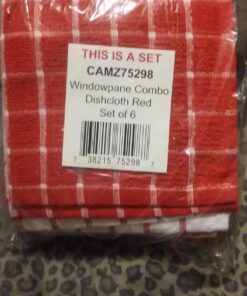 THIS IS A SET
CAMZ75298
Windowpane Combo
Dishcloth Red
Set of 6
7 38215 75298 7